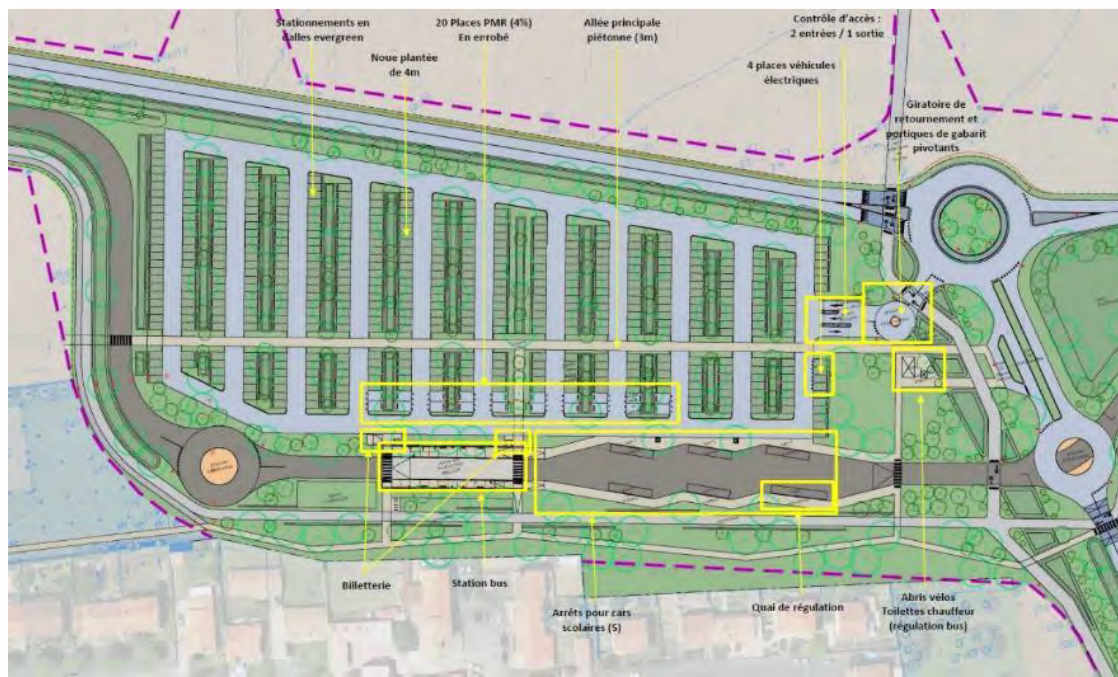 Stationnements en
dalles evergreen
20 Places PMR (4%)
En enrobé
Allée principale
piétonne (3m)
Contrôle d'accès :
2 entrées / 1 sortie
Noue plantée
de 4m
4 places véhicules
électriques
Giratoire de
retournement et
portiques de gabarit
pivotants
Billetterie
Station bus
Arrêts pour cars
scolaires (5)
Quai de régulation
Abris vélos
Toilettes chauffeur
(régulation bus)